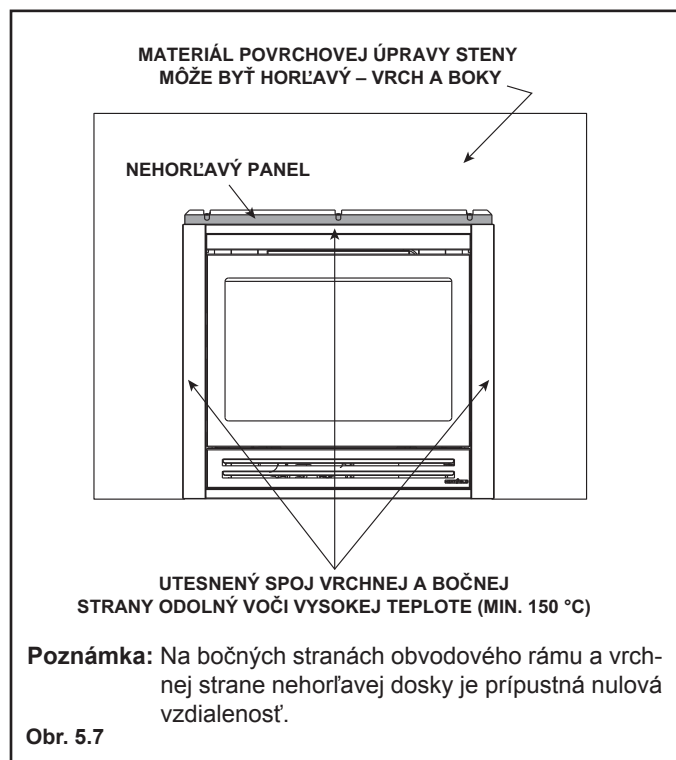 MATERIÁL POVRCHOVEJ ÚPRAVY STENY
MÔŽE BYŤ HORĽAVÝ – VRCH A BOKY
NEHORĽAVÝ PANEL
UTESNENÝ SPOJ VRCHNEJ A BOČNEJ
STRANY ODOLNÝ VOČI VYSOKEJ TEPLOTE (MIN. 150 °C)
Poznámka: Na bočných stranách obvodového rámu a vrch-
nej strane nehorľavej dosky je prípustná nulová
vzdialenosť.
Obr. 5.7